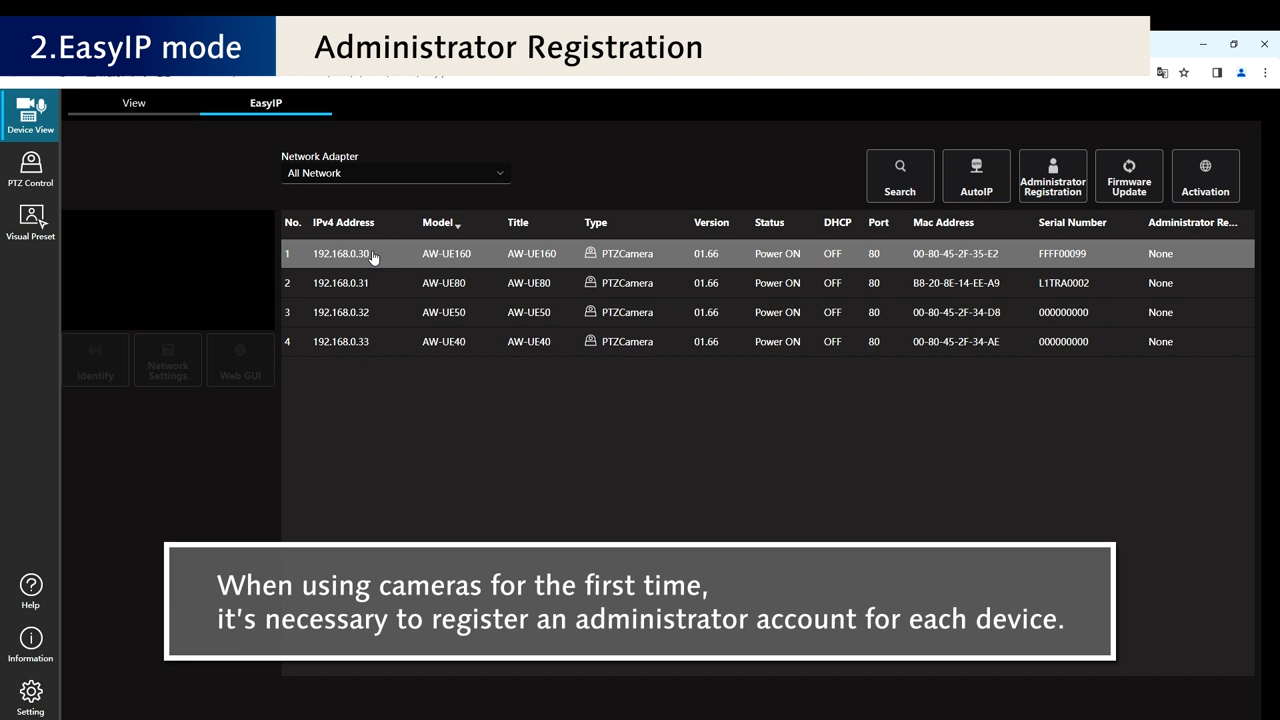 2.EasyIP mode
Administrator Registration
Device View
PTZ Control
Visual Preset
Help
Information
Setting
View
EasyIP
Network Adapter
All Network
Search
AutoIP
Administrator
Registration
Firmware
Update
Activation
Identify
Network
Settings
Web GUI
No. IPv4 Address Model Title Type Version Status DHCP Port Mac Address Serial Number Administrator Re...
1 192.168.0.30 AW-UE160 AW-UE160 PTZCamera 01.66 Power ON OFF 80 00-80-45-2F-35-E2 FFFF00099 None
2 192.168.0.31 AW-UE80 AW-UE80 PTZCamera 01.66 Power ON OFF 80 B8-20-8E-14-EE-A9 L1TRA0002 None
3 192.168.0.32 AW-UE50 AW-UE50 PTZCamera 01.66 Power ON OFF 80 00-80-45-2F-34-D8 000000000 None
4 192.168.0.33 AW-UE40 AW-UE40 PTZCamera 01.66 Power ON OFF 80 00-80-45-2F-34-AE 000000000 None
When using cameras for the first time,
it's necessary to register an administrator account for each device.